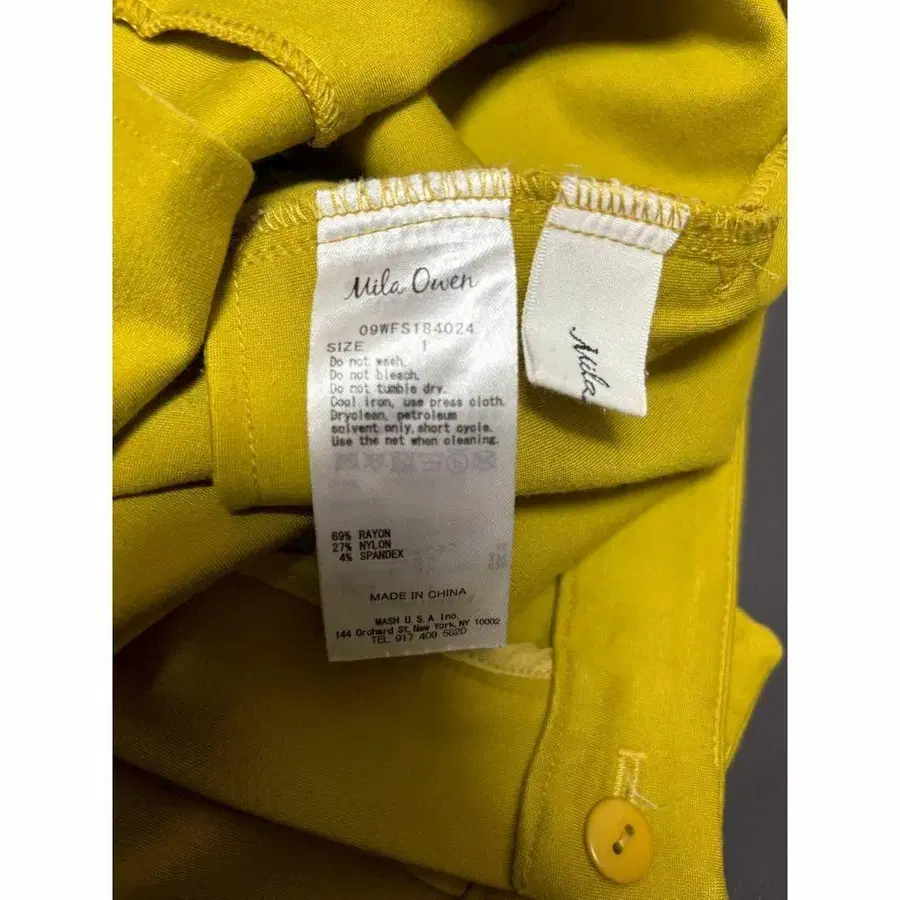 Mila Owen
09WFS184024
SIZE 1
Do not wash.
Do not bleach.
Do not tumble dry.
Cool iron, use press cloth.
Dryclean, petroleum
solvent only, short cycle.
Use the net when cleaning.
69% RAYON
27% NYLON
4% SPANDEX
MADE IN CHINA
MASH U.S.A Inc.
144 Orchard St, New York, NY 10002
TEL 917 409 5620
Mila